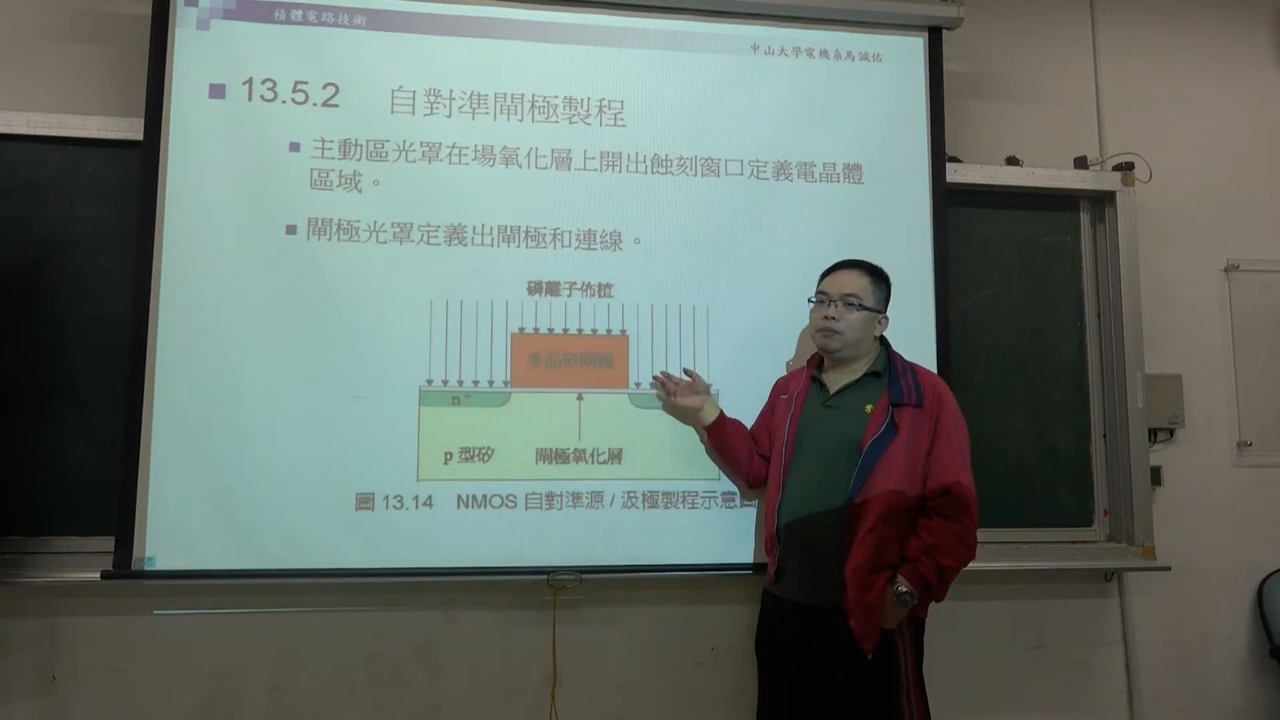 積體電路技術
中山大學電機系馬誠佑
13.5.2 自對準閘極製程
主動區光罩在場氧化層上開出蝕刻窗口定義電晶體
區域。
閘極光罩定義出閘極和連線。
磷離子佈植
多晶矽閘極
n⁺
p 型矽
閘極氧化層
圖 13.14 NMOS 自對準源 / 汲極製程示意圖